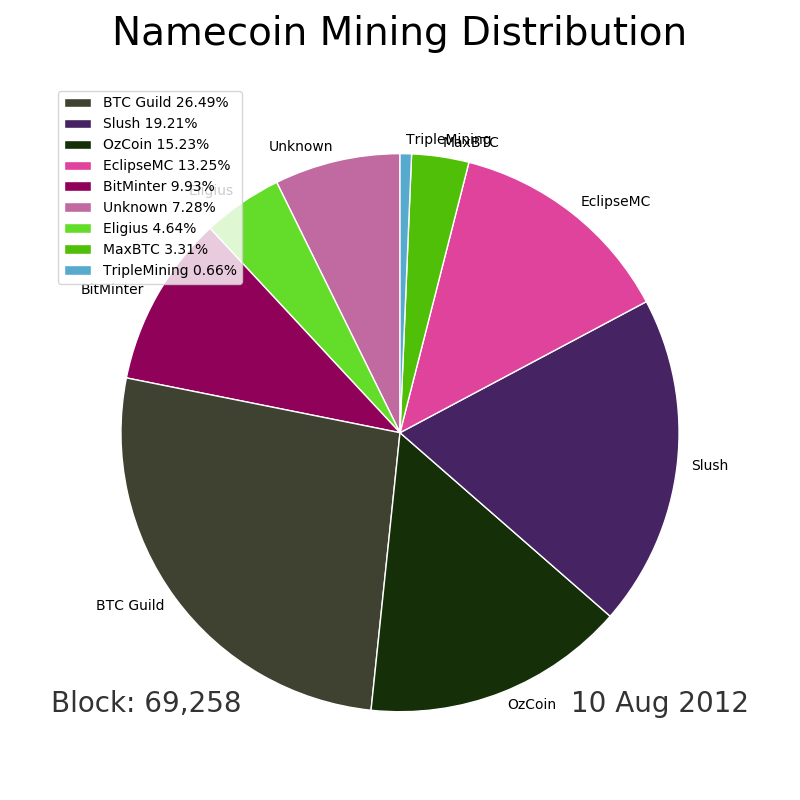 Namecoin Mining Distribution
BTC Guild 26.49%
Slush 19.21%
OzCoin 15.23%
EclipseMC 13.25%
BitMinter 9.93%
Unknown 7.28%
Eligius 4.64%
MaxBTC 3.31%
TripleMining 0.66%
TripleMining
MaxBTC
Unknown
Eligius
EclipseMC
BitMinter
Slush
BTC Guild
OzCoin
Block: 69,258
10 Aug 2012